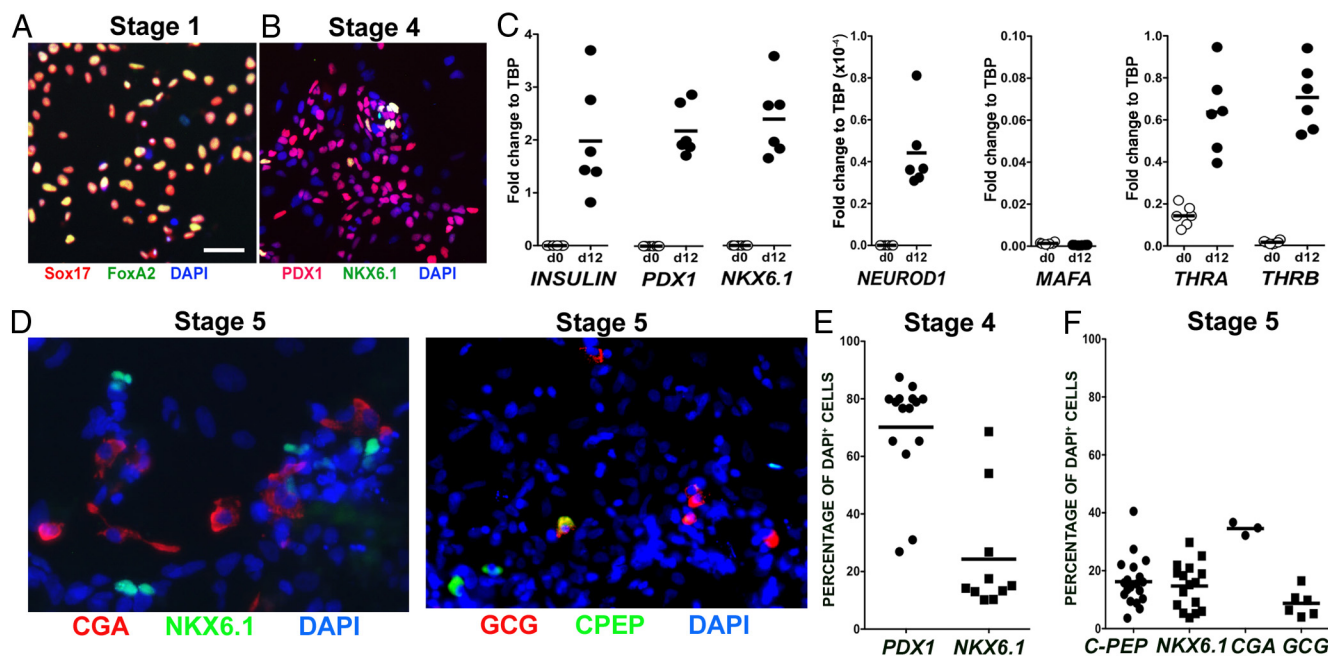 A Stage 1
Sox17 FoxA2 DAPI
B Stage 4
PDX1 NKX6.1 DAPI
C
Fold change to TBP
4
3
2
1
0
d0 d12 d0 d12 d0 d12
INSULIN PDX1 NKX6.1
Fold change to TBP (x10⁻⁴)
1.0
0.8
0.6
0.4
0.2
0.0
d0 d12
NEUROD1
Fold change to TBP
0.10
0.08
0.06
0.04
0.02
0.00
d0 d12
MAFA
Fold change to TBP
1.0
0.8
0.6
0.4
0.2
0.0
d0 d12 d0 d12
THRA THRB
D Stage 5
CGA NKX6.1 DAPI
Stage 5
GCG CPEP DAPI
E Stage 4
PERCENTAGE OF DAPI⁺ CELLS
100
80
60
40
20
0
PDX1 NKX6.1
F Stage 5
PERCENTAGE OF DAPI⁺ CELLS
100
80
60
40
20
0
C-PEP NKX6.1 CGA GCG